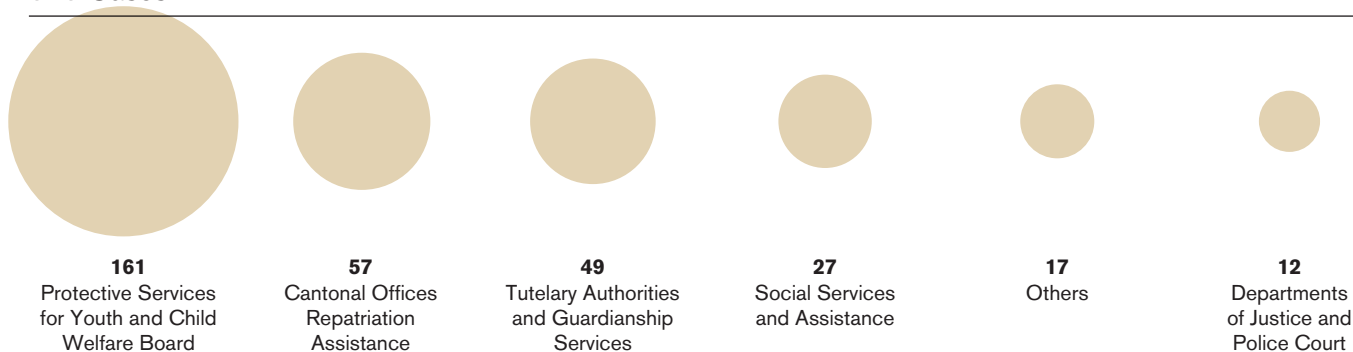 161
Protective Services
for Youth and Child
Welfare Board
57
Cantonal Offices
Repatriation
Assistance
49
Tutelary Authorities
and Guardianship
Services
27
Social Services
and Assistance
17
Others
12
Departments
of Justice and
Police Court